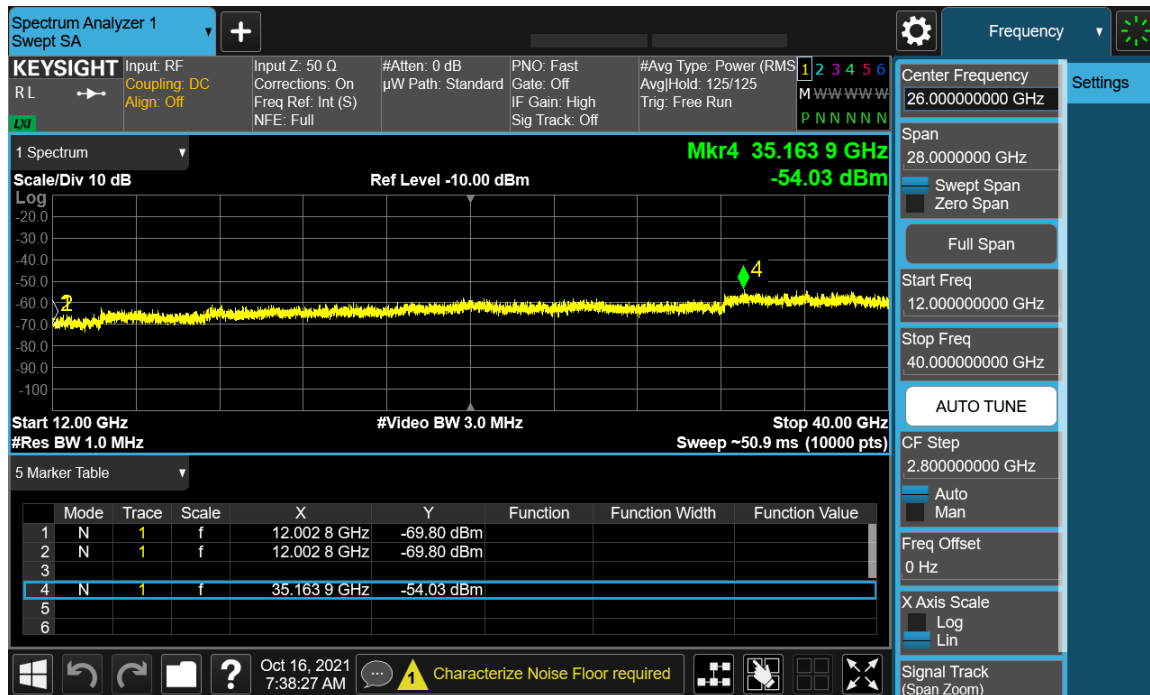 Spectrum Analyzer 1
Swept SA
Frequency
KEYSIGHT
R L
LXI
Input: RF
Coupling: DC
Align: Off
Input Z: 50 Ω
Corrections: On
Freq Ref: Int (S)
NFE: Full
#Atten: 0 dB
µW Path: Standard
PNO: Fast
Gate: Off
IF Gain: High
Sig Track: Off
#Avg Type: Power (RMS
Avg|Hold: 125/125
Trig: Free Run
1 2 3 4 5 6
M W W W W W
P N N N N N
1 Spectrum
Mkr4 35.163 9 GHz
-54.03 dBm
Scale/Div 10 dB
Ref Level -10.00 dBm
Log
-20.0
-30.0
-40.0
-50.0
-60.0
-70.0
-80.0
-90.0
-100
2
4
Start 12.00 GHz
#Video BW 3.0 MHz
Stop 40.00 GHz
#Res BW 1.0 MHz
Sweep ~50.9 ms (10000 pts)
5 Marker Table
Mode Trace Scale X Y Function Function Width Function Value
1 N 1 f 12.002 8 GHz -69.80 dBm
2 N 1 f 12.002 8 GHz -69.80 dBm
3
4 N 1 f 35.163 9 GHz -54.03 dBm
5
6
Oct 16, 2021
7:38:27 AM
1
Characterize Noise Floor required
Center Frequency
26.000000000 GHz
Span
28.0000000 GHz
Swept Span
Zero Span
Full Span
Start Freq
12.000000000 GHz
Stop Freq
40.000000000 GHz
AUTO TUNE
CF Step
2.800000000 GHz
Auto
Man
Freq Offset
0 Hz
X Axis Scale
Log
Lin
Signal Track
(Span Zoom)
Settings